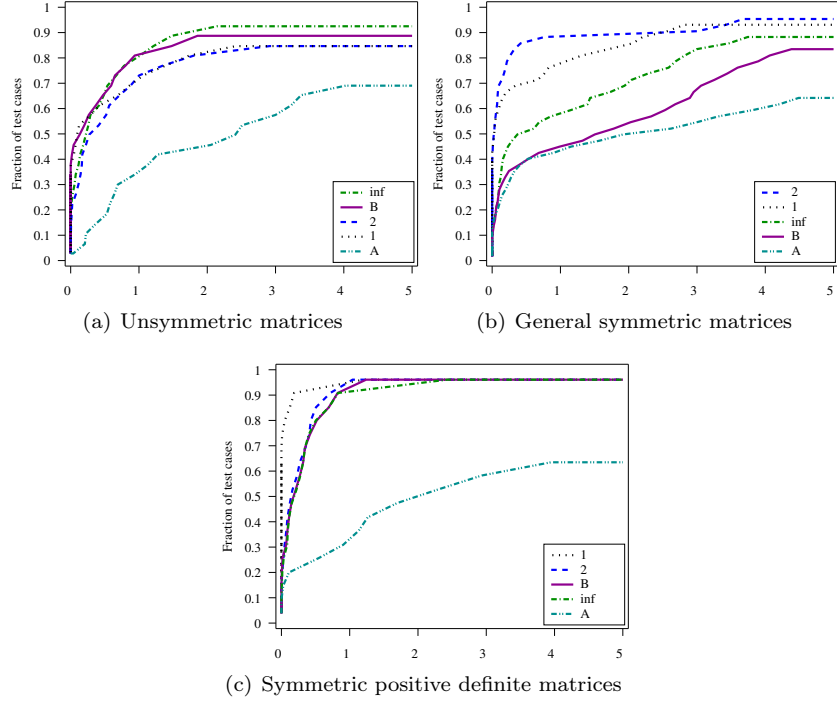 1
0.9
0.8
0.7
0.6
0.5
0.4
0.3
0.2
0.1
0
Fraction of test cases
inf
B
2
1
A
0 1 2 3 4 5
(a) Unsymmetric matrices
1
0.9
0.8
0.7
0.6
0.5
0.4
0.3
0.2
0.1
0
Fraction of test cases
2
1
inf
B
A
0 1 2 3 4 5
(b) General symmetric matrices
1
0.9
0.8
0.7
0.6
0.5
0.4
0.3
0.2
0.1
0
Fraction of test cases
1
2
B
inf
A
0 1 2 3 4 5
(c) Symmetric positive definite matrices